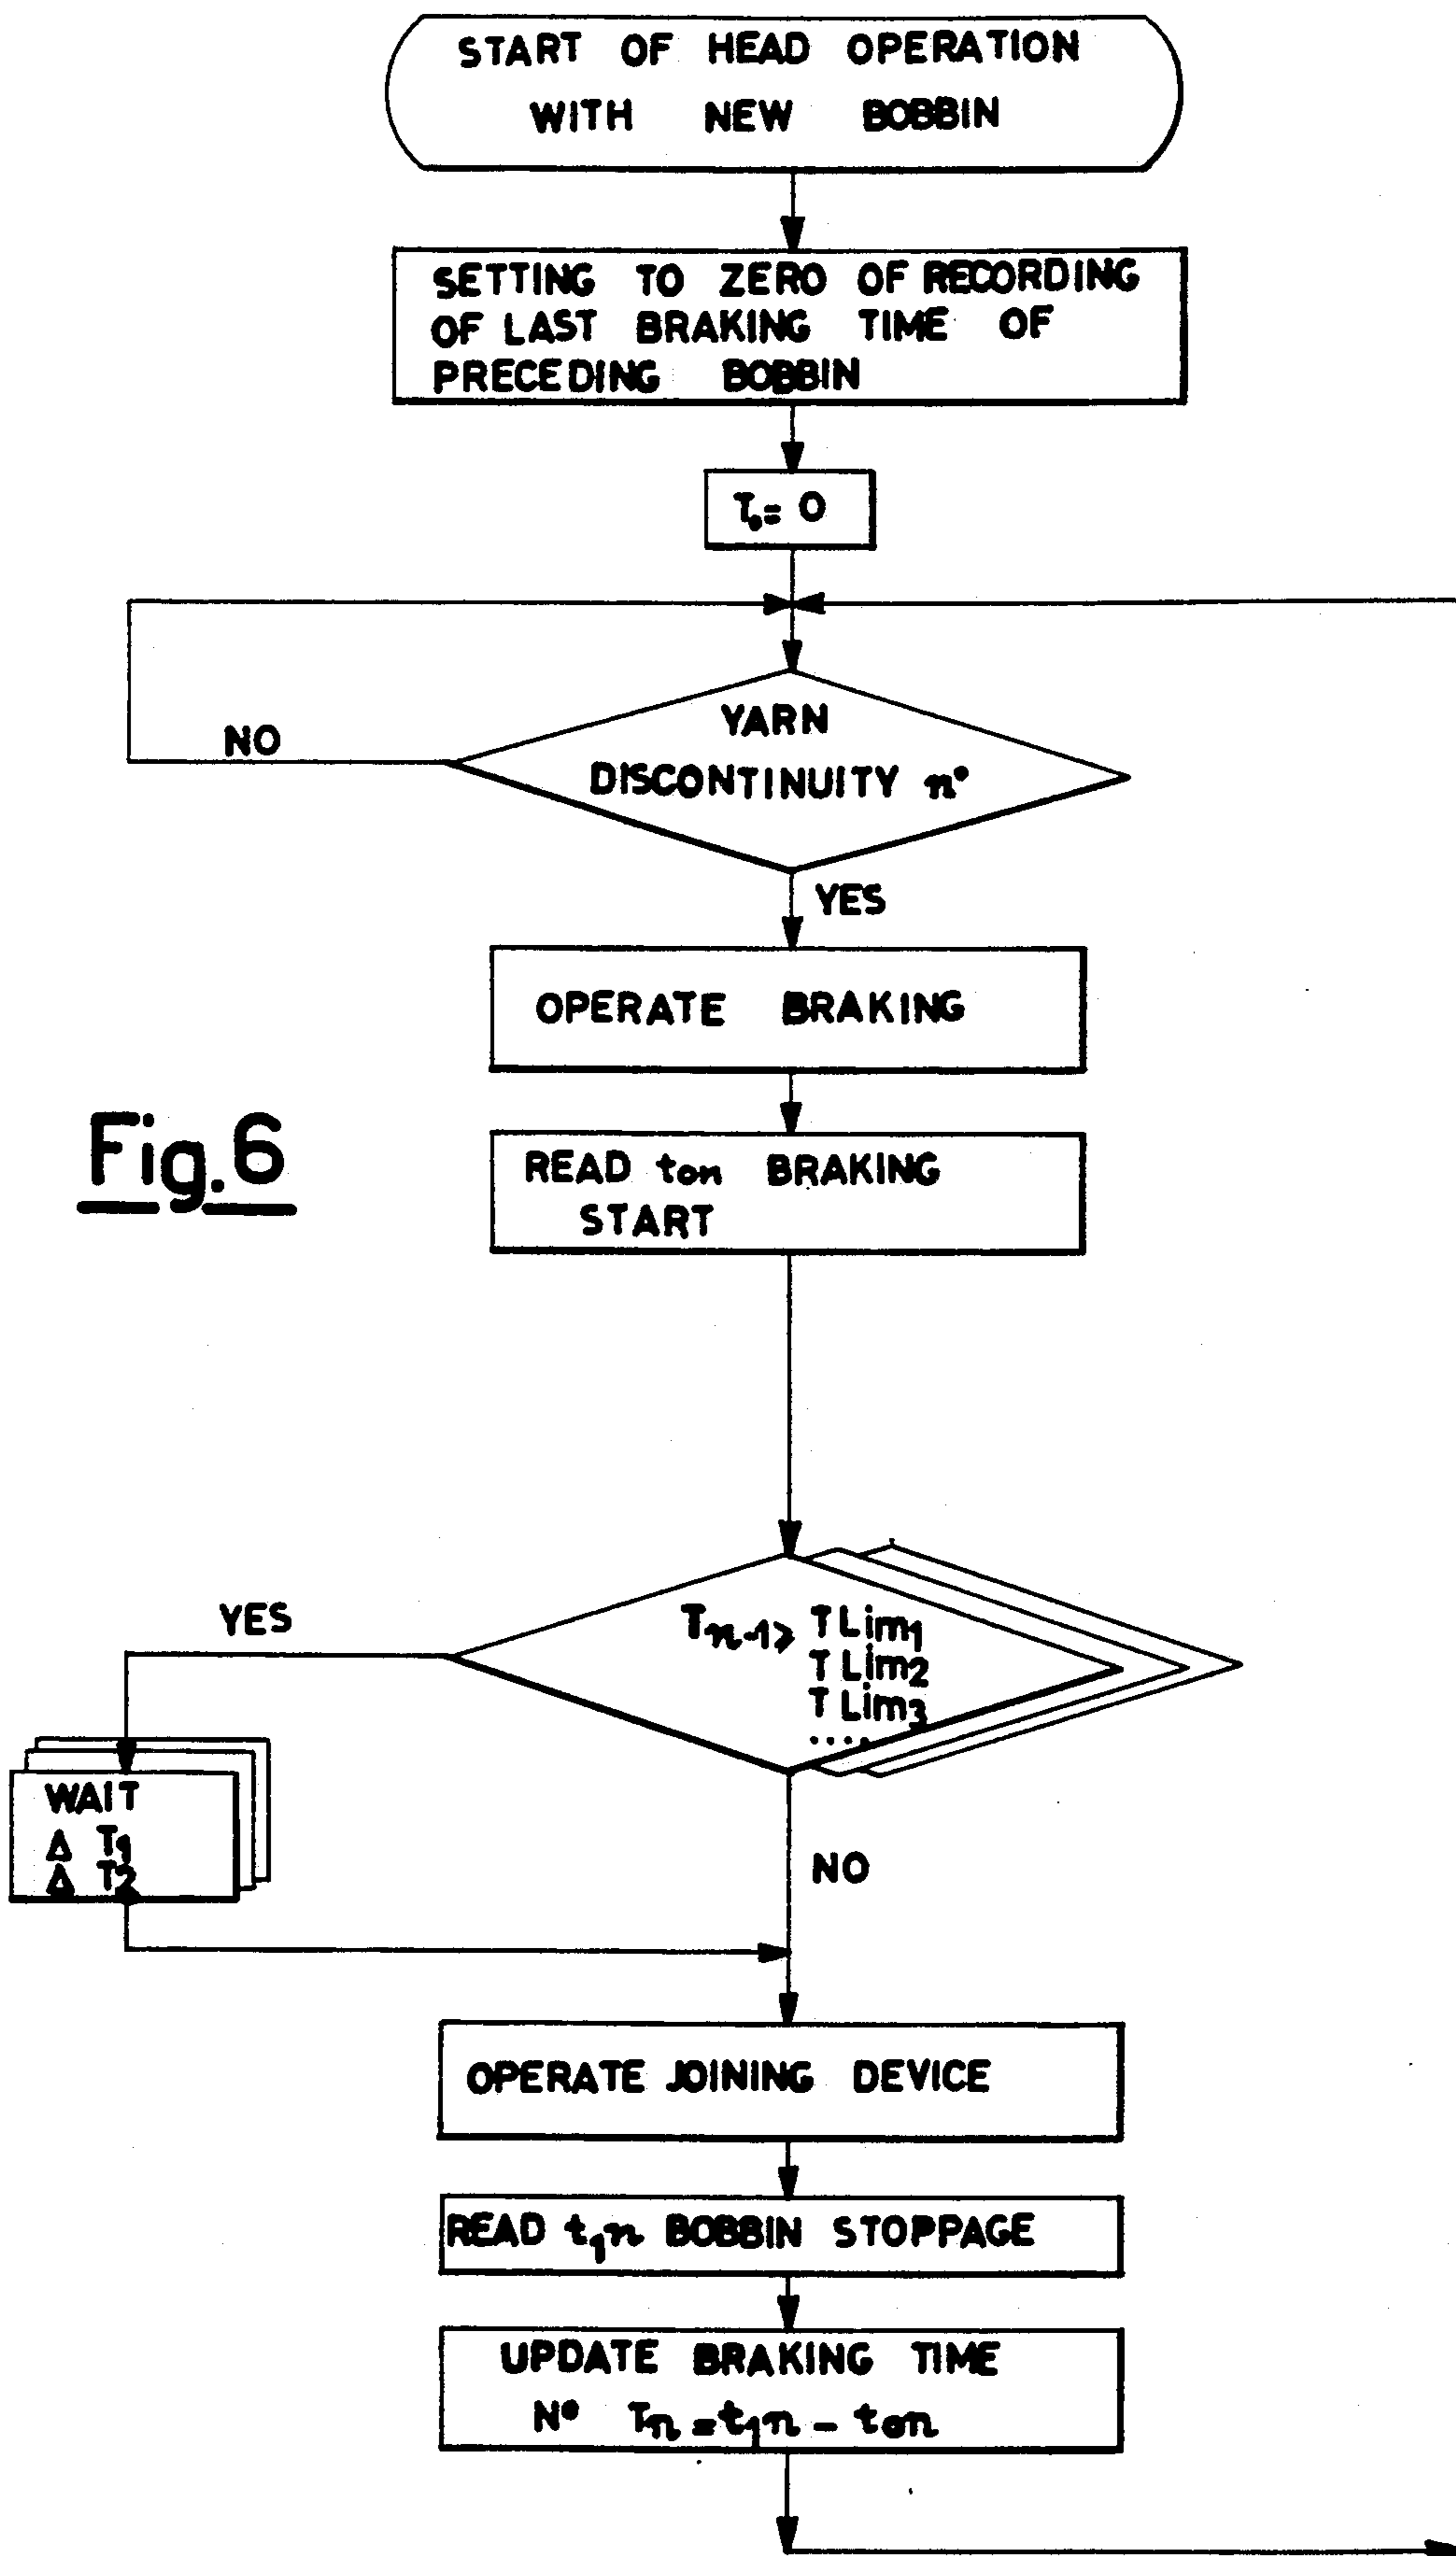 START OF HEAD OPERATION
WITH NEW BOBBIN
SETTING TO ZERO OF RECORDING
OF LAST BRAKING TIME OF
PRECEDING BOBBIN
T₀= 0
YARN
NO
DISCONTINUITY n°
YES
OPERATE BRAKING
Fig.6
READ ton BRAKING
START
YES
Tn-1⩾ TLim1
TLim2
TLim3
....
WAIT
Δ T1
Δ T2
NO
OPERATE JOINING DEVICE
READ t1n BOBBIN STOPPAGE
UPDATE BRAKING TIME
N° Tn=t1n - ton